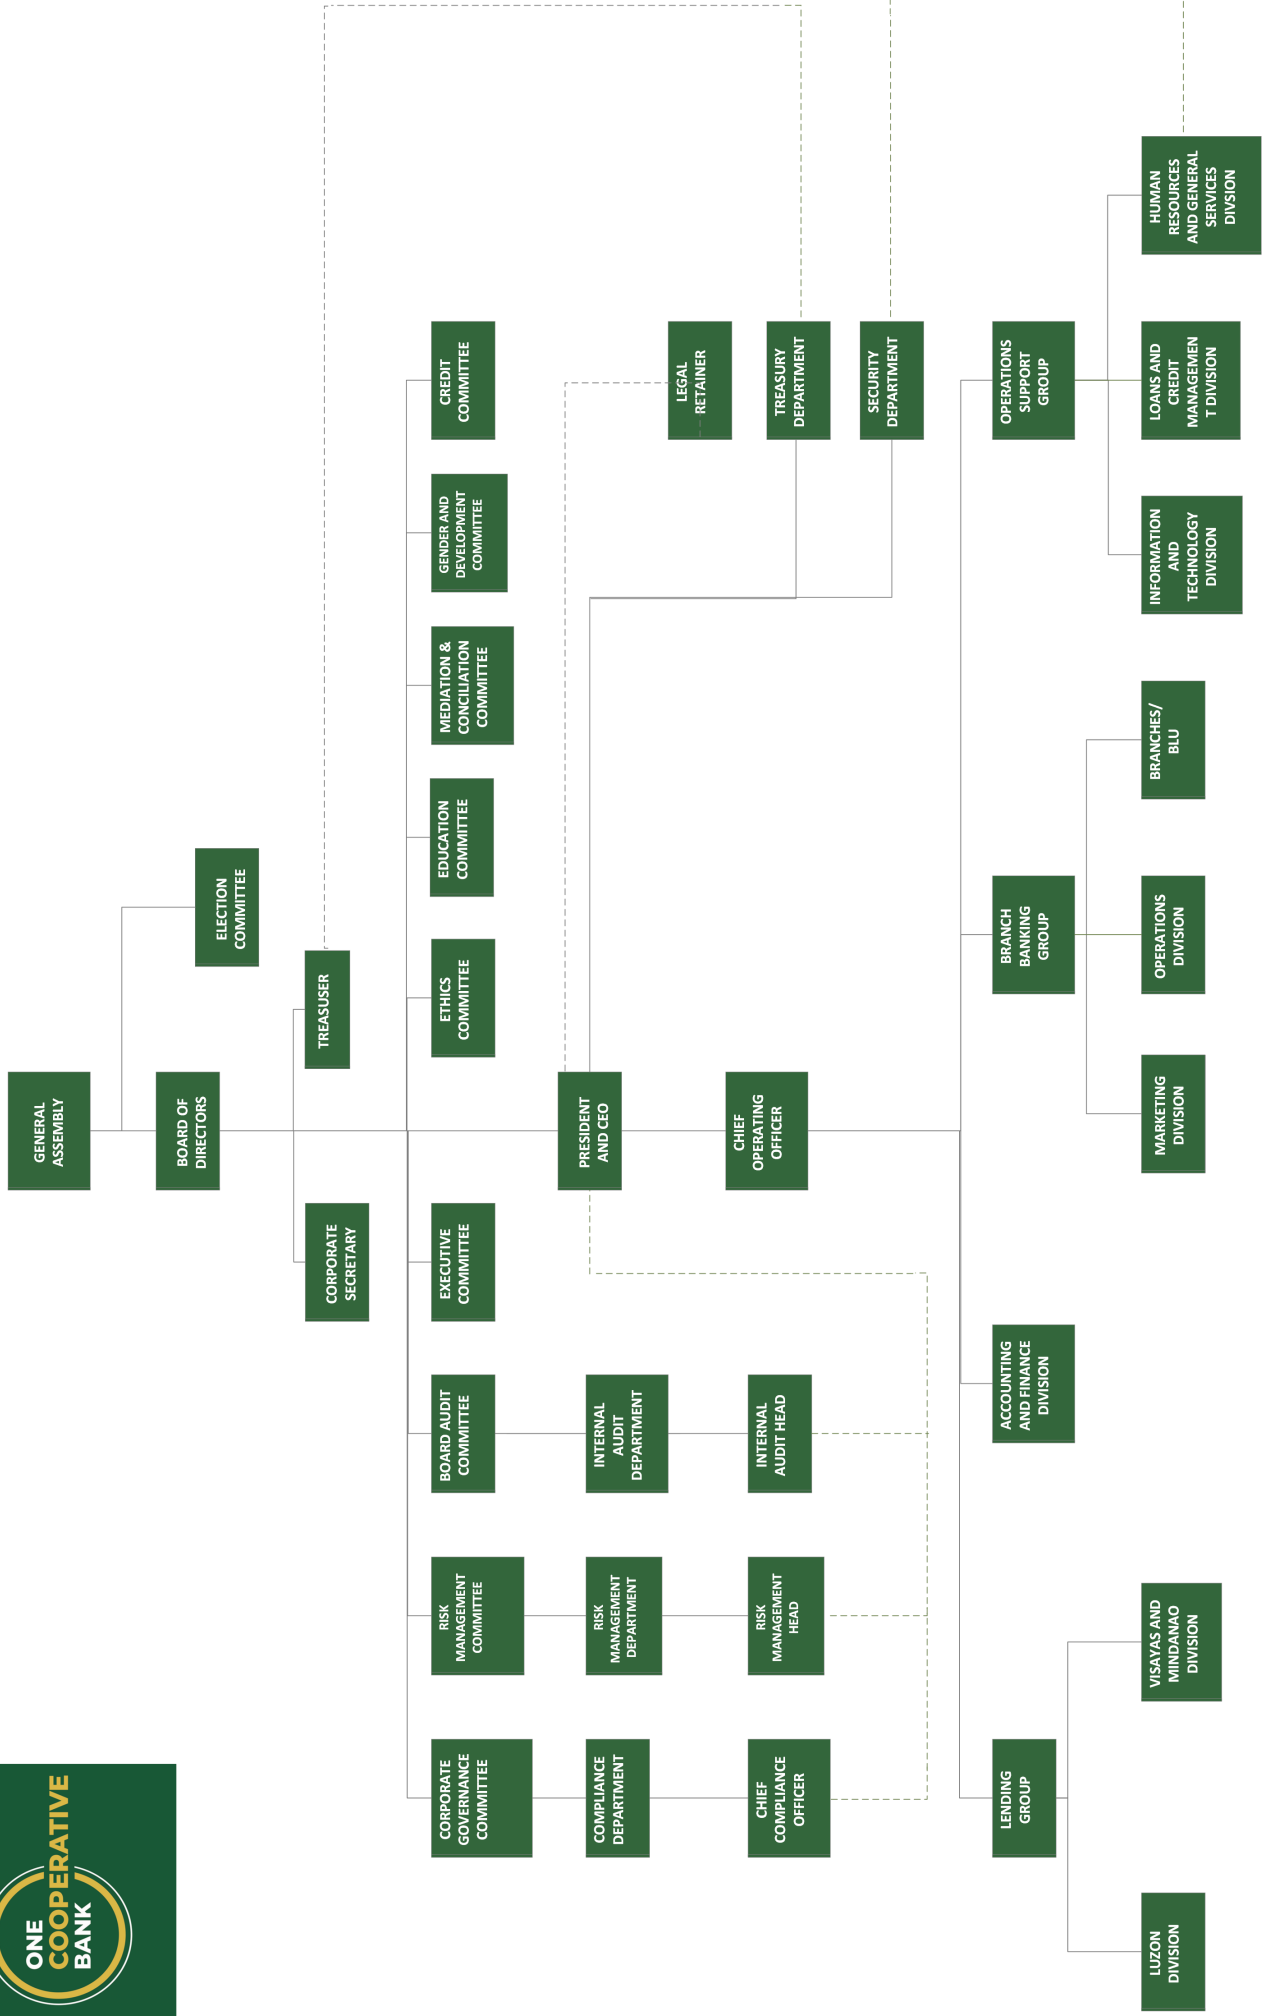 ONE
COOPERATIVE
BANK
GENERAL
ASSEMBLY
BOARD OF
DIRECTORS
ELECTION
COMMITTEE
CORPORATE
SECRETARY
TREASUSER
CORPORATE
GOVERNANCE
COMMITTEE
RISK
MANAGEMENT
COMMITTEE
BOARD AUDIT
COMMITTEE
EXECUTIVE
COMMITTEE
ETHICS
COMMITTEE
EDUCATION
COMMITTEE
MEDIATION &
CONCILIATION
COMMITTEE
GENDER AND
DEVELOPMENT
COMMITTEE
CREDIT
COMMITTEE
COMPLIANCE
DEPARTMENT
RISK
MANAGEMENT
DEPARTMENT
INTERNAL
AUDIT
DEPARTMENT
PRESIDENT
AND CEO
LEGAL
RETAINER
CHIEF
COMPLIANCE
OFFICER
RISK
MANAGEMENT
HEAD
INTERNAL
AUDIT HEAD
CHIEF
OPERATING
OFFICER
TREASURY
DEPARTMENT
SECURITY
DEPARTMENT
LENDING
GROUP
ACCOUNTING
AND FINANCE
DIVISION
BRANCH
BANKING
GROUP
OPERATIONS
SUPPORT
GROUP
LUZON
DIVISION
VISAYAS AND
MINDANAO
DIVISION
MARKETING
DIVISION
OPERATIONS
DIVISION
BRANCHES/
BLU
INFORMATION
AND
TECHNOLOGY
DIVISION
LOANS AND
CREDIT
MANAGEMEN
T DIVISION
HUMAN
RESOURCES
AND GENERAL
SERVICES
DIVSION